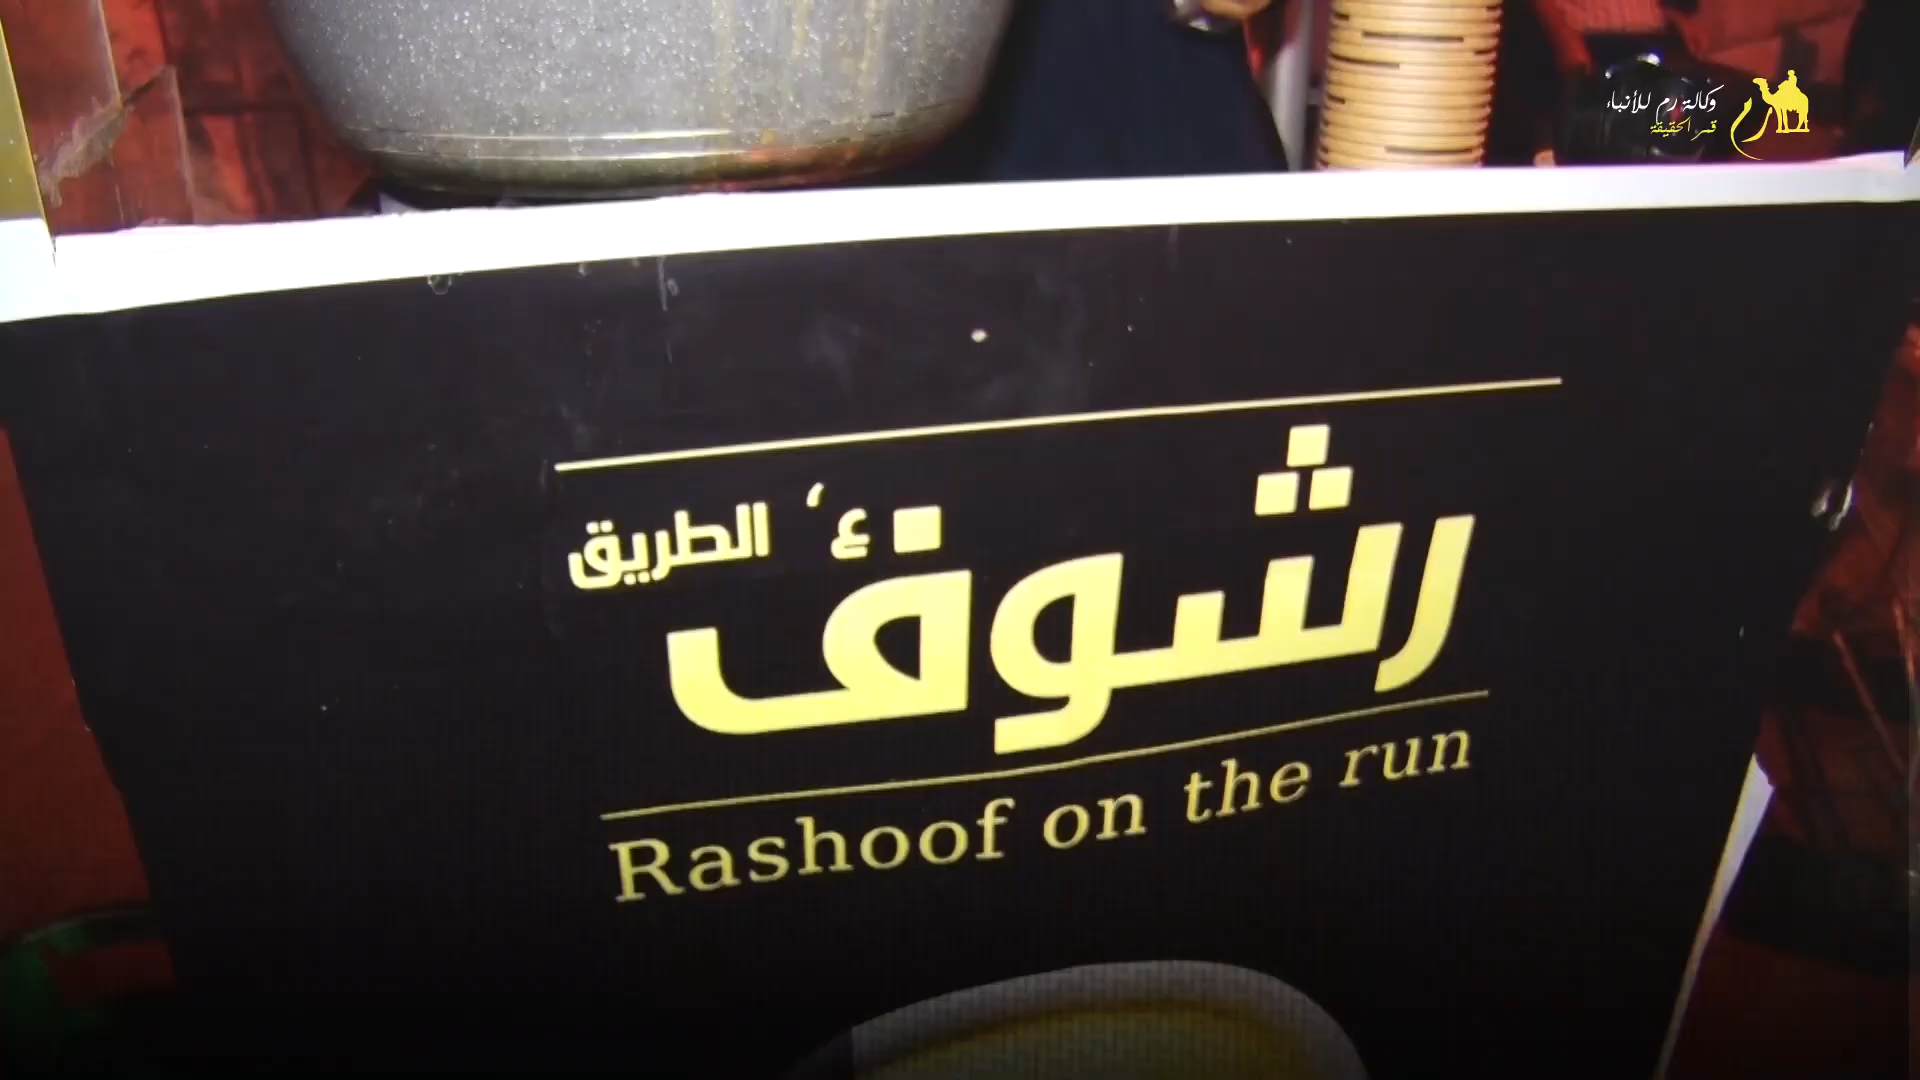 وكالة رم للأنباء
قمر الحقيقة
رشوف ع الطريق
Rashoof on the run